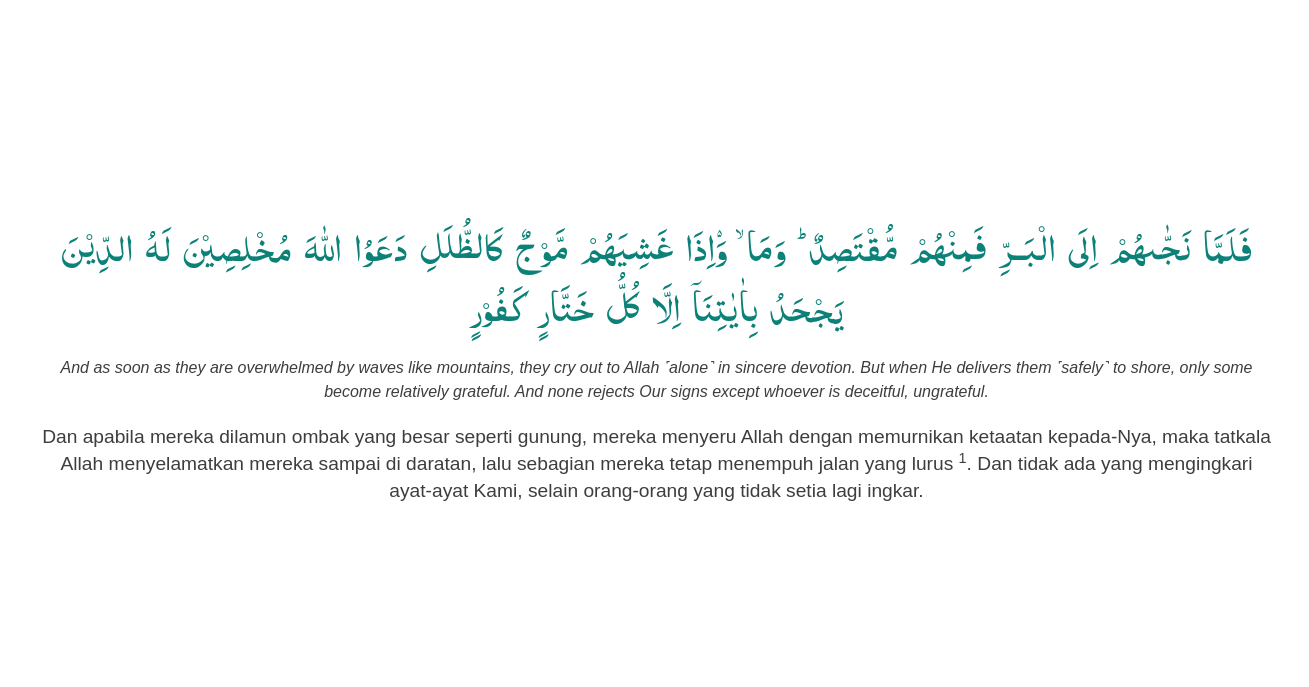 فَلَمَّا نَجّٰىهُمْ اِلَى الْبَـرِّ فَمِنْهُمْ مُّقْتَصِدٌ ؕ وَمَا ۙ وَاِذَا غَشِيَهُمْ مَّوْجٌ كَالظُّلَلِ دَعَوُا اللّٰهَ مُخْلِصِيْنَ لَهُ الدِّيْنَ
يَجْحَدُ بِاٰيٰتِنَاۤ اِلَّا كُلُّ خَتَّارٍ كَفُوْرٍ
And as soon as they are overwhelmed by waves like mountains, they cry out to Allah ˹alone˺ in sincere devotion. But when He delivers them ˹safely˺ to shore, only some
become relatively grateful. And none rejects Our signs except whoever is deceitful, ungrateful.
Dan apabila mereka dilamun ombak yang besar seperti gunung, mereka menyeru Allah dengan memurnikan ketaatan kepada-Nya, maka tatkala
Allah menyelamatkan mereka sampai di daratan, lalu sebagian mereka tetap menempuh jalan yang lurus ¹. Dan tidak ada yang mengingkari
ayat-ayat Kami, selain orang-orang yang tidak setia lagi ingkar.